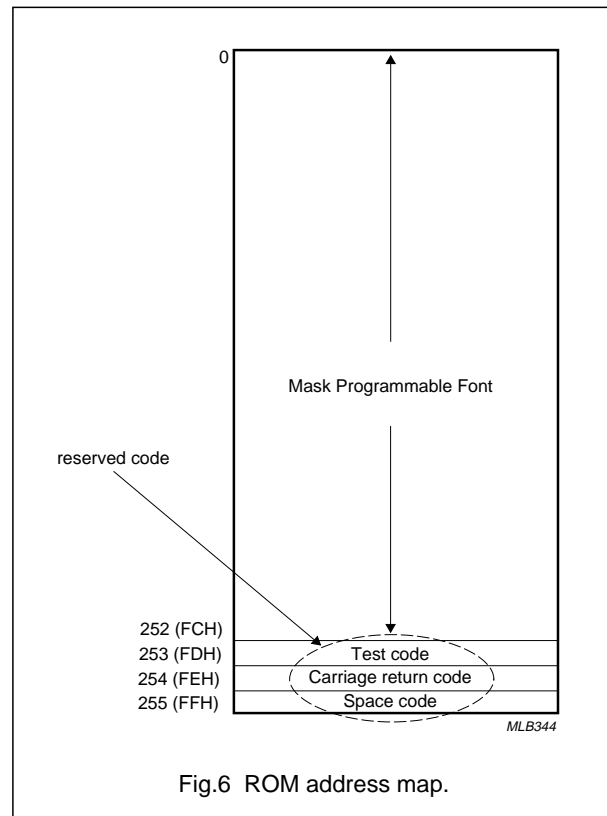 0
Mask Programmable Font
reserved code
252 (FCH)
253 (FDH) Test code
254 (FEH) Carriage return code
255 (FFH) Space code
MLB344
Fig.6 ROM address map.